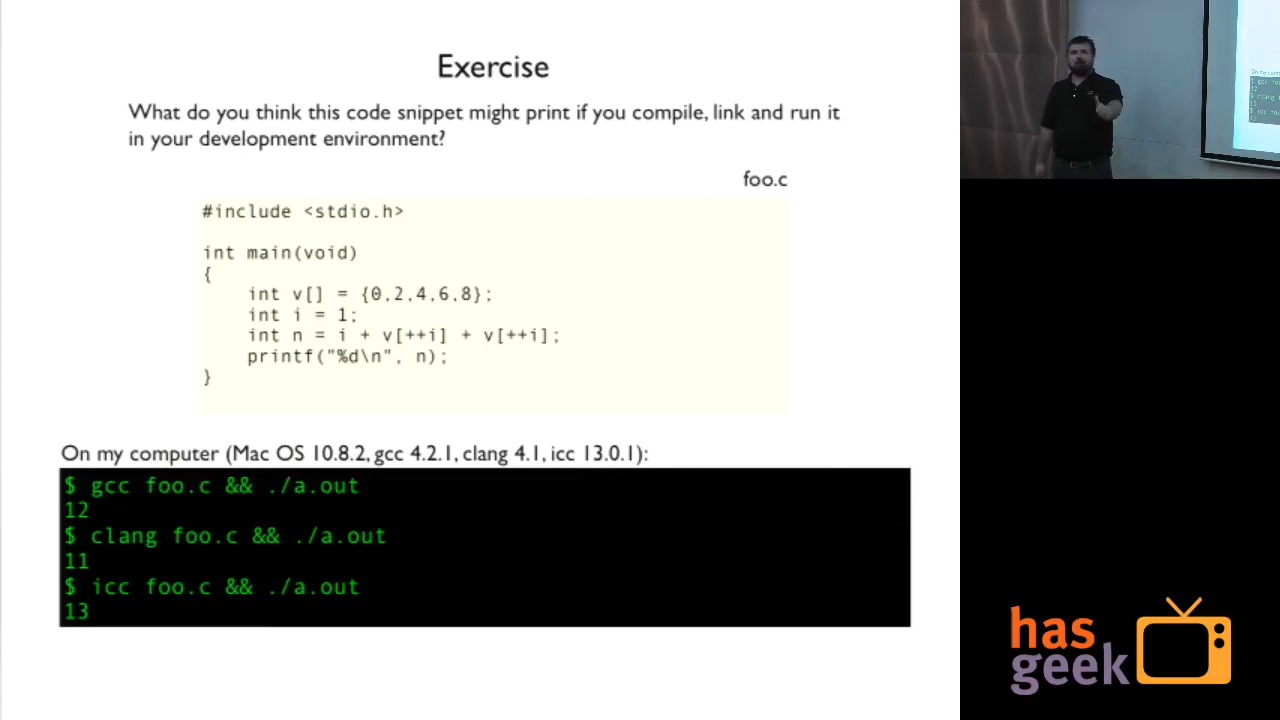 Exercise
What do you think this code snippet might print if you compile, link and run it
in your development environment?
foo.c
#include <stdio.h>
int main(void)
{
    int v[] = {0,2,4,6,8};
    int i = 1;
    int n = i + v[++i] + v[++i];
    printf("%d\n", n);
}
On my computer (Mac OS 10.8.2, gcc 4.2.1, clang 4.1, icc 13.0.1):
$ gcc foo.c && ./a.out
12
$ clang foo.c && ./a.out
11
$ icc foo.c && ./a.out
13
has
geek